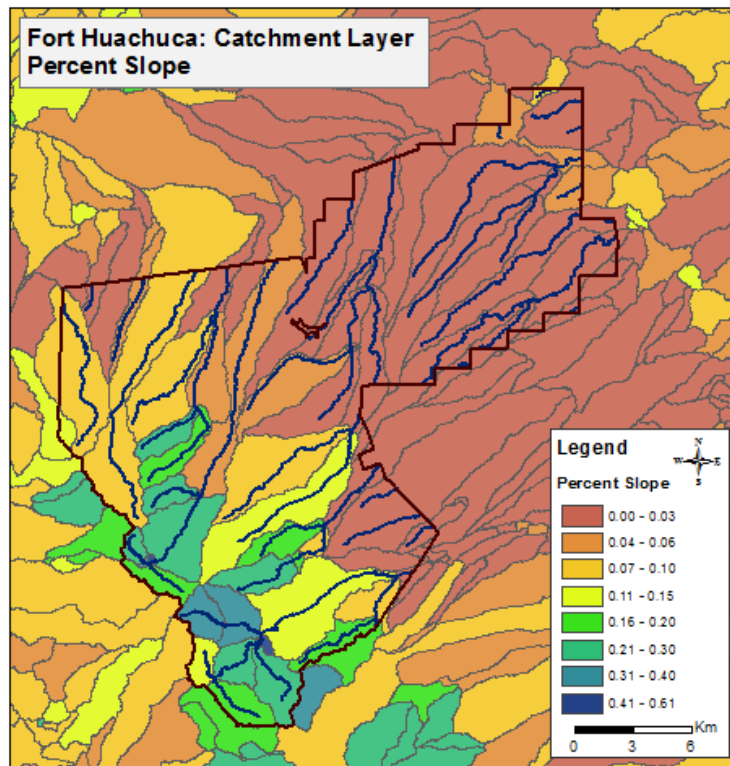 Fort Huachuca: Catchment Layer
Percent Slope
Legend
N
W E
S
Percent Slope
0.00 - 0.03
0.04 - 0.06
0.07 - 0.10
0.11 - 0.15
0.16 - 0.20
0.21 - 0.30
0.31 - 0.40
0.41 - 0.61
Km
0 3 6